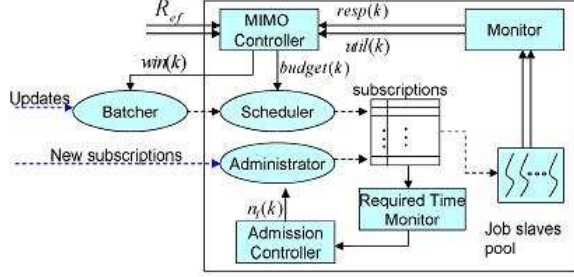 R_ef
MIMO
Controller
resp(k)
util(k)
Monitor
win(k)
budget(k)
Updates
Batcher
Scheduler
subscriptions
New subscriptions
Administrator
n_i(k)
Required Time
Monitor
Admission
Controller
Job slaves
pool